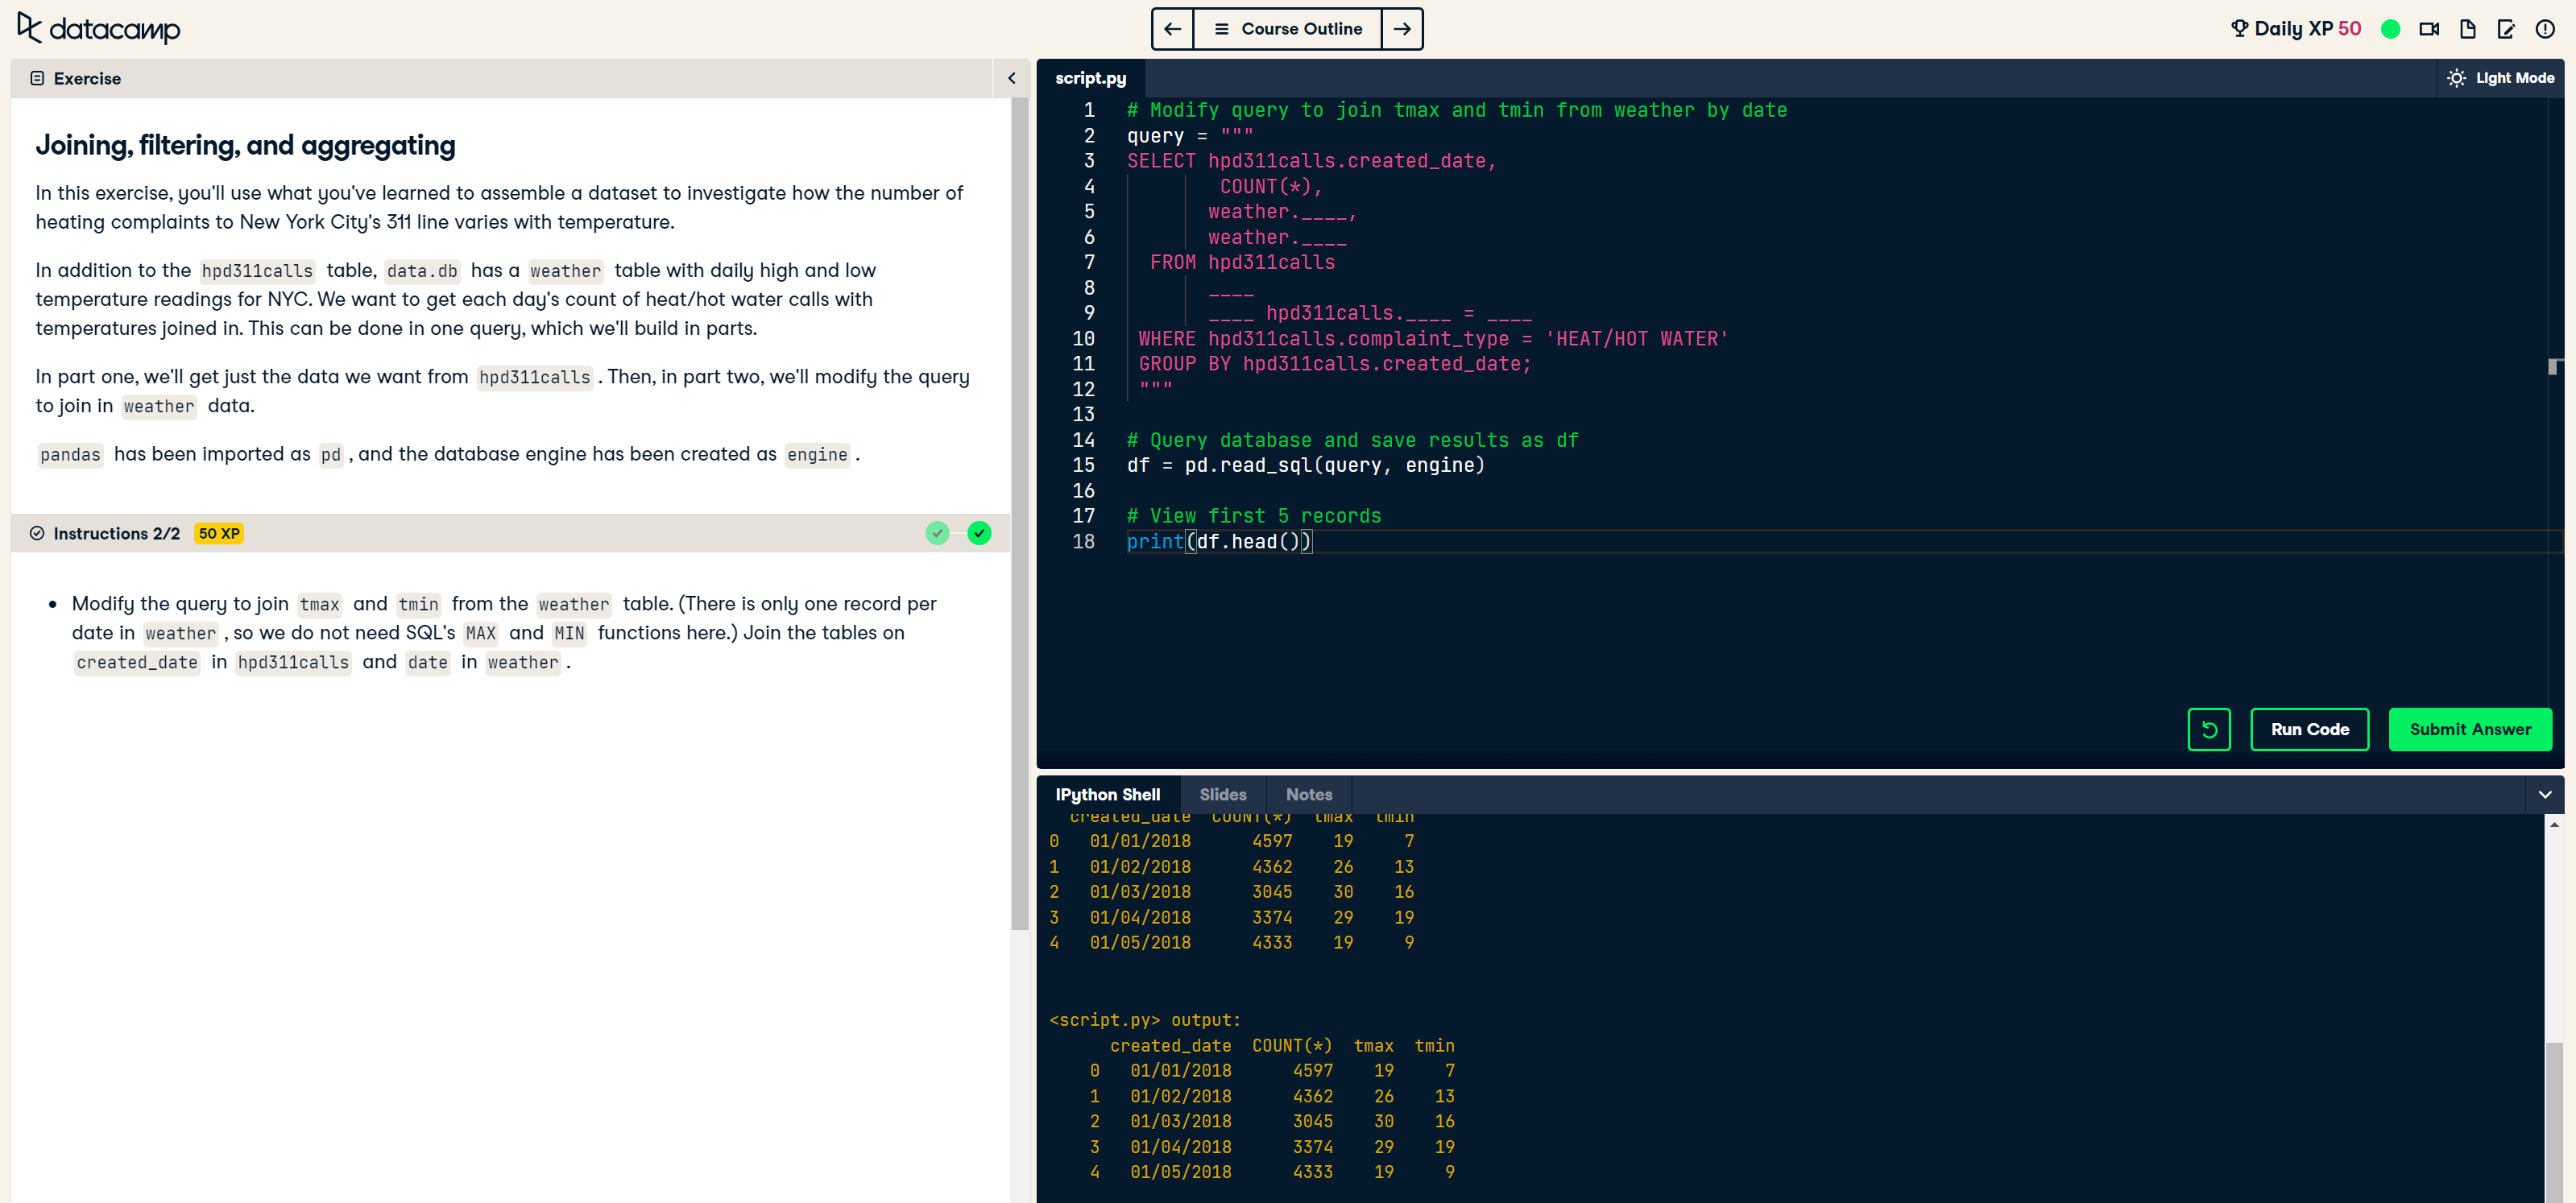 datacamp
Course Outline
Daily XP 50
Exercise
Joining, filtering, and aggregating
In this exercise, you'll use what you've learned to assemble a dataset to investigate how the number of
heating complaints to New York City's 311 line varies with temperature.
In addition to the hpd311calls table, data.db has a weather table with daily high and low
temperature readings for NYC. We want to get each day's count of heat/hot water calls with
temperatures joined in. This can be done in one query, which we'll build in parts.
In part one, we'll get just the data we want from hpd311calls. Then, in part two, we'll modify the query
to join in weather data.
pandas has been imported as pd, and the database engine has been created as engine.
Instructions 2/2 50 XP
• Modify the query to join tmax and tmin from the weather table. (There is only one record per
date in weather, so we do not need SQL's MAX and MIN functions here.) Join the tables on
created_date in hpd311calls and date in weather.
script.py
Light Mode
1 # Modify query to join tmax and tmin from weather by date
2 query = """
3 SELECT hpd311calls.created_date,
4 COUNT(*),
5 weather.____,
6 weather.____
7 FROM hpd311calls
8 ____
9 ____ hpd311calls.____ = ____
10 WHERE hpd311calls.complaint_type = 'HEAT/HOT WATER'
11 GROUP BY hpd311calls.created_date;
12 """
13
14 # Query database and save results as df
15 df = pd.read_sql(query, engine)
16
17 # View first 5 records
18 print(df.head())
Run Code
Submit Answer
IPython Shell Slides Notes
created_date COUNT(*) tmax tmin
0 01/01/2018 4597 19 7
1 01/02/2018 4362 26 13
2 01/03/2018 3045 30 16
3 01/04/2018 3374 29 19
4 01/05/2018 4333 19 9
<script.py> output:
created_date COUNT(*) tmax tmin
0 01/01/2018 4597 19 7
1 01/02/2018 4362 26 13
2 01/03/2018 3045 30 16
3 01/04/2018 3374 29 19
4 01/05/2018 4333 19 9